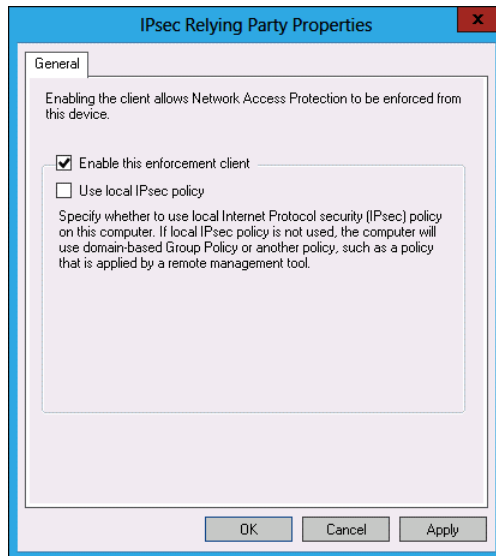 IPsec Relying Party Properties
x
General
Enabling the client allows Network Access Protection to be enforced from
this device.
Enable this enforcement client
Use local IPsec policy
Specify whether to use local Internet Protocol security (IPsec) policy
on this computer. If local IPsec policy is not used, the computer will
use domain-based Group Policy or another policy, such as a policy
that is applied by a remote management tool.
OK Cancel Apply